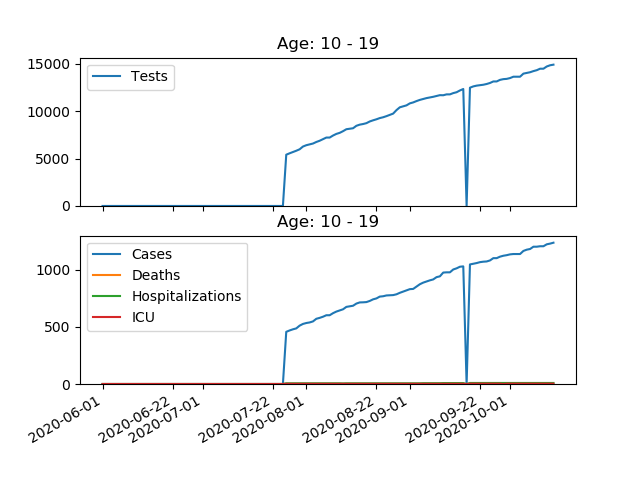 Age: 10 - 19
15000
10000
5000
0
Tests
Age: 10 - 19
1000
500
0
Cases
Deaths
Hospitalizations
ICU
2020-06-01
2020-06-22
2020-07-01
2020-07-22
2020-08-01
2020-08-22
2020-09-01
2020-09-22
2020-10-01